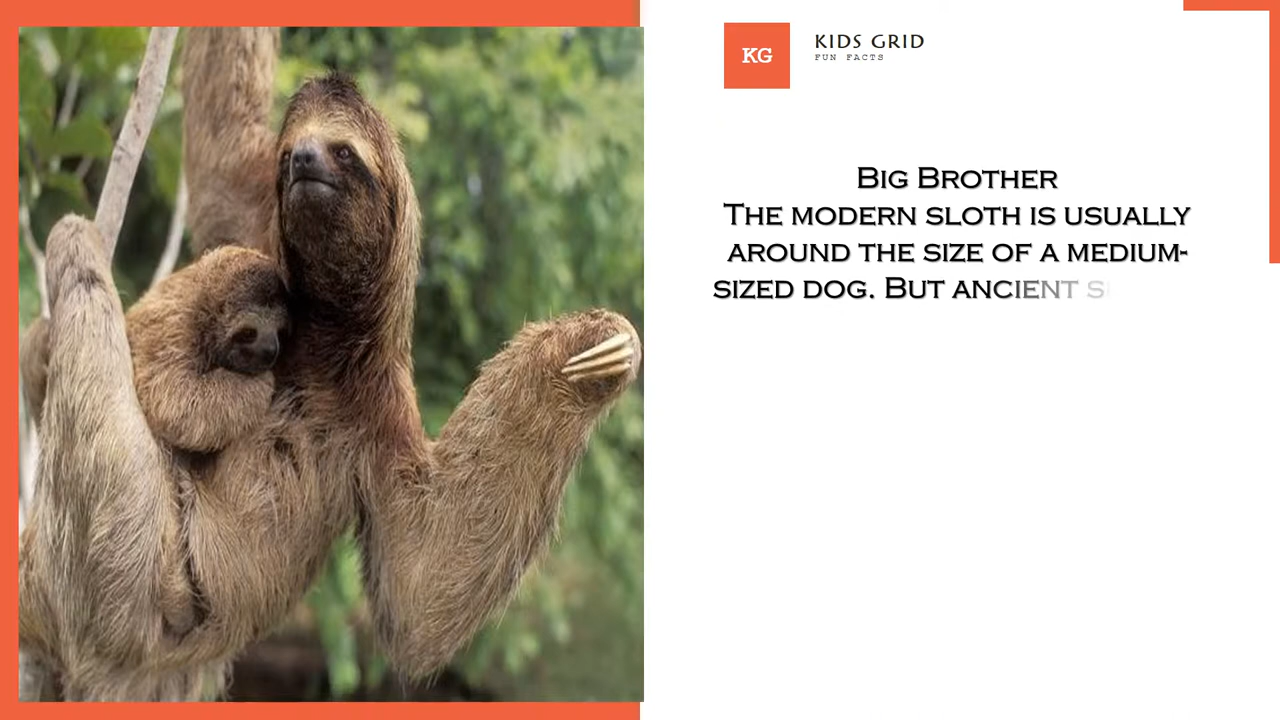 KG
KIDS GRID
FUN FACTS
BIG BROTHER
THE MODERN SLOTH IS USUALLY
AROUND THE SIZE OF A MEDIUM-
SIZED DOG. BUT ANCIENT